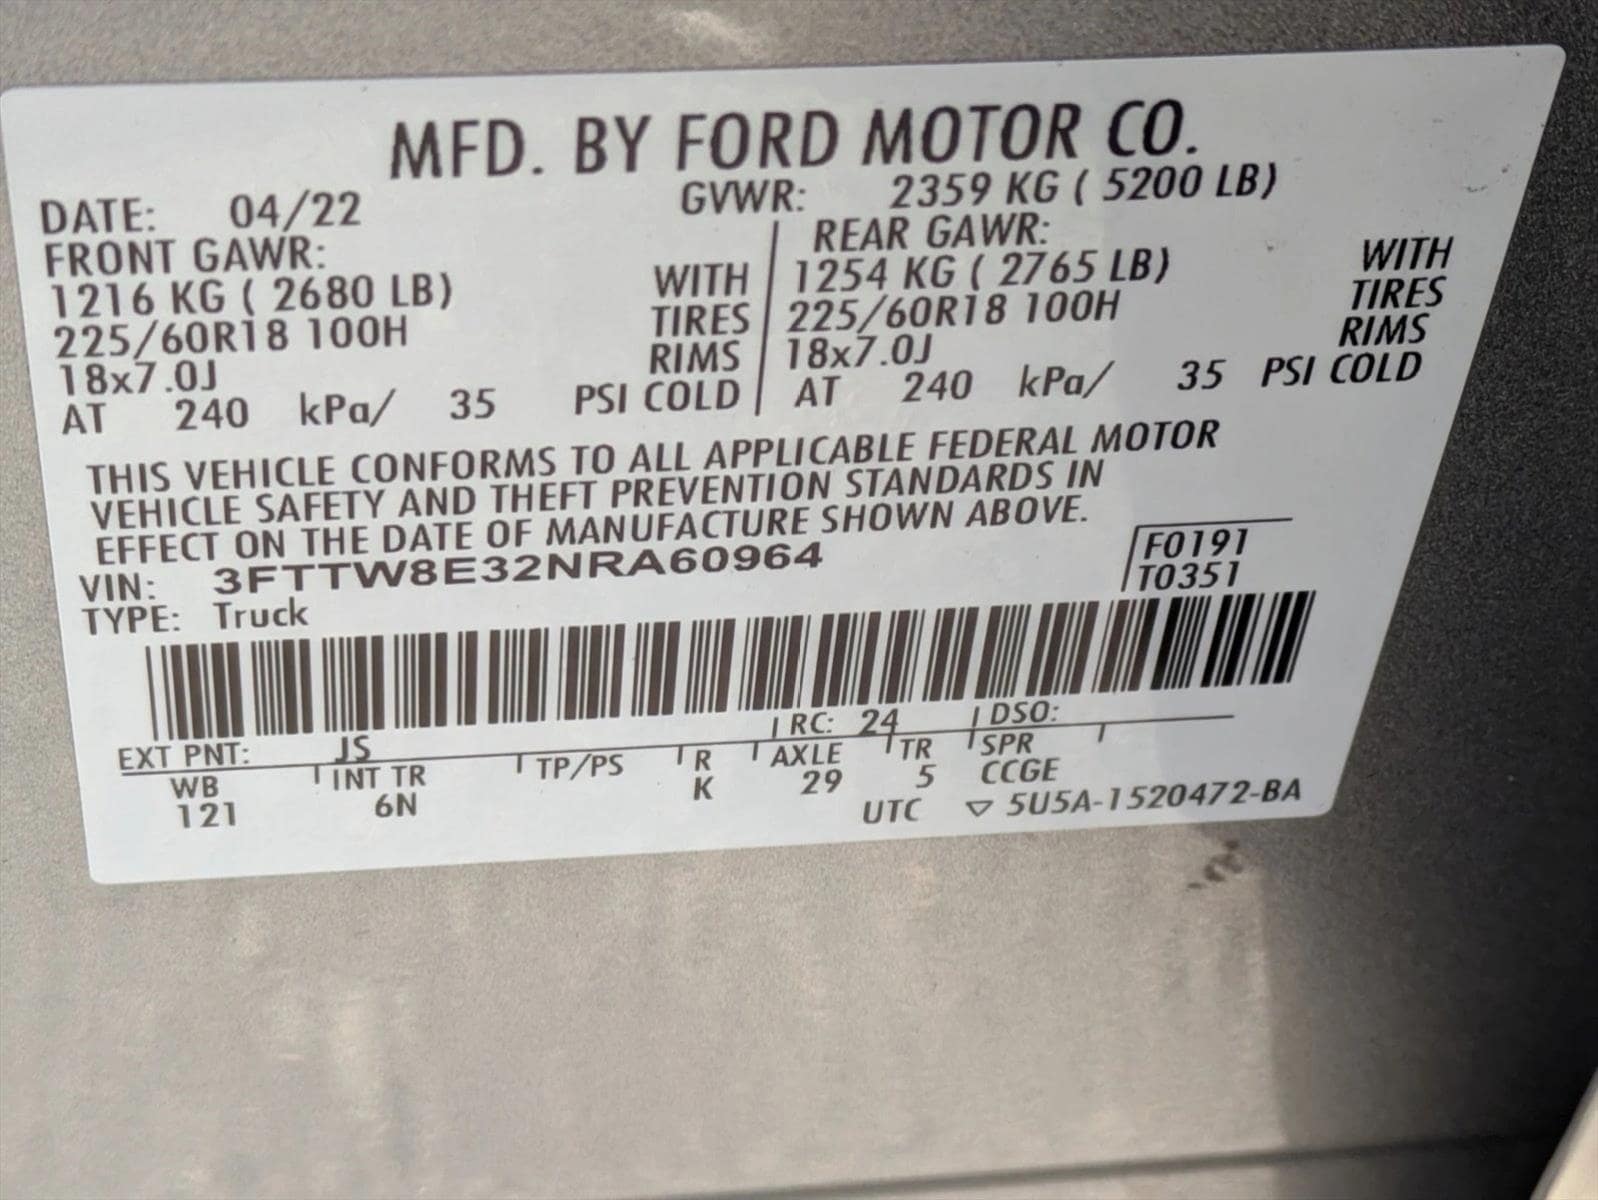 MFD. BY FORD MOTOR CO.
DATE: 04/22 GVWR: 2359 KG ( 5200 LB)
FRONT GAWR: REAR GAWR:
1216 KG ( 2680 LB) WITH 1254 KG ( 2765 LB) WITH
225/60R18 100H TIRES 225/60R18 100H TIRES
18x7.0J RIMS 18x7.0J RIMS
AT 240 kPa/ 35 PSI COLD AT 240 kPa/ 35 PSI COLD
THIS VEHICLE CONFORMS TO ALL APPLICABLE FEDERAL MOTOR
VEHICLE SAFETY AND THEFT PREVENTION STANDARDS IN
EFFECT ON THE DATE OF MANUFACTURE SHOWN ABOVE.
VIN: 3FTTW8E32NRA60964 F0191
TYPE: Truck T0351
EXT PNT: JS RC: 24 DSO:
WB INT TR TP/PS R AXLE TR SPR
121 6N K 29 5 CCGE
UTC ▽ 5U5A-1520472-BA